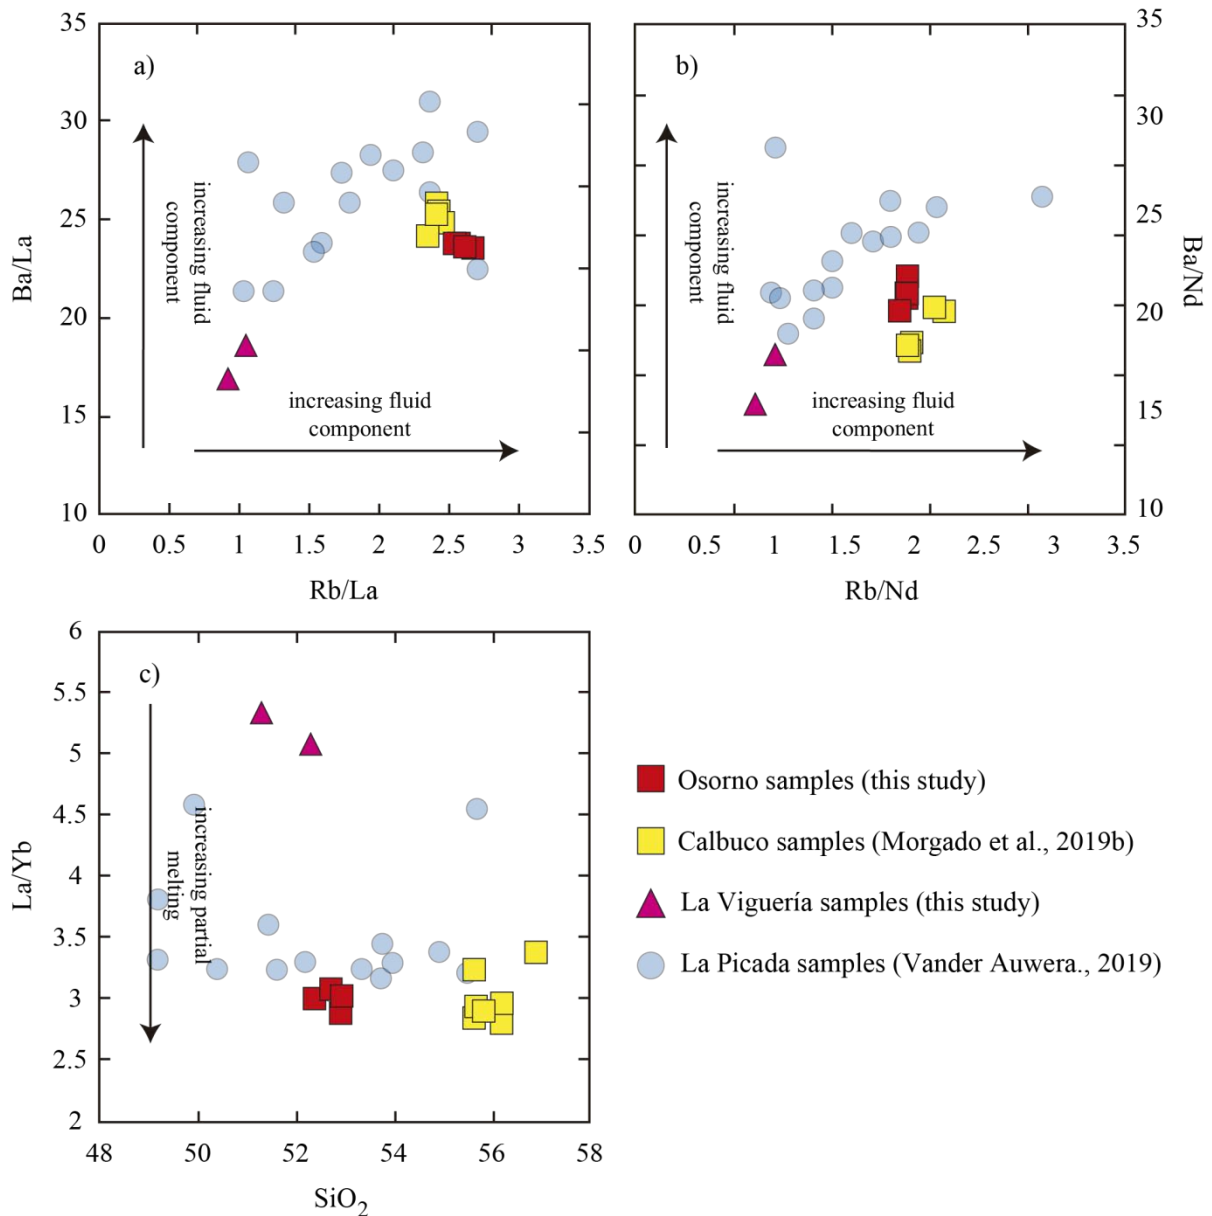 a)
35
30
25
20
15
10
Ba/La
increasing fluid
component
increasing fluid
component
0
0.5
1
1.5
2
2.5
3
3.5
Rb/La
b)
35
30
25
20
15
10
Ba/Nd
increasing fluid
component
increasing fluid
component
0
0.5
1
1.5
2
2.5
3
3.5
Rb/Nd
c)
6
5.5
5
4.5
4
3.5
3
2.5
2
La/Yb
increasing partial
melting
48
50
52
54
56
58
SiO₂
Osorno samples (this study)
Calbuco samples (Morgado et al., 2019b)
La Viguería samples (this study)
La Picada samples (Vander Auwera., 2019)